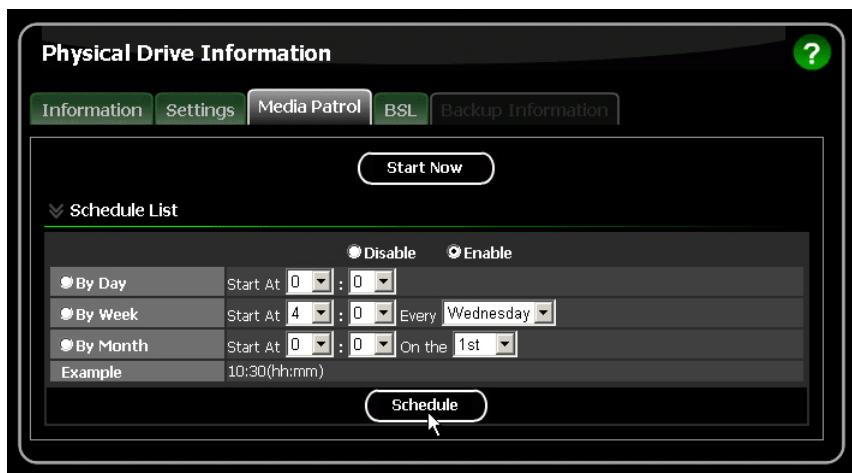 Physical Drive Information
?
Information Settings Media Patrol BSL Backup Information
Start Now
Schedule List
Disable Enable
By Day Start At 0 : 0
By Week Start At 4 : 0 Every Wednesday
By Month Start At 0 : 0 On the 1st
Example 10:30(hh:mm)
Schedule